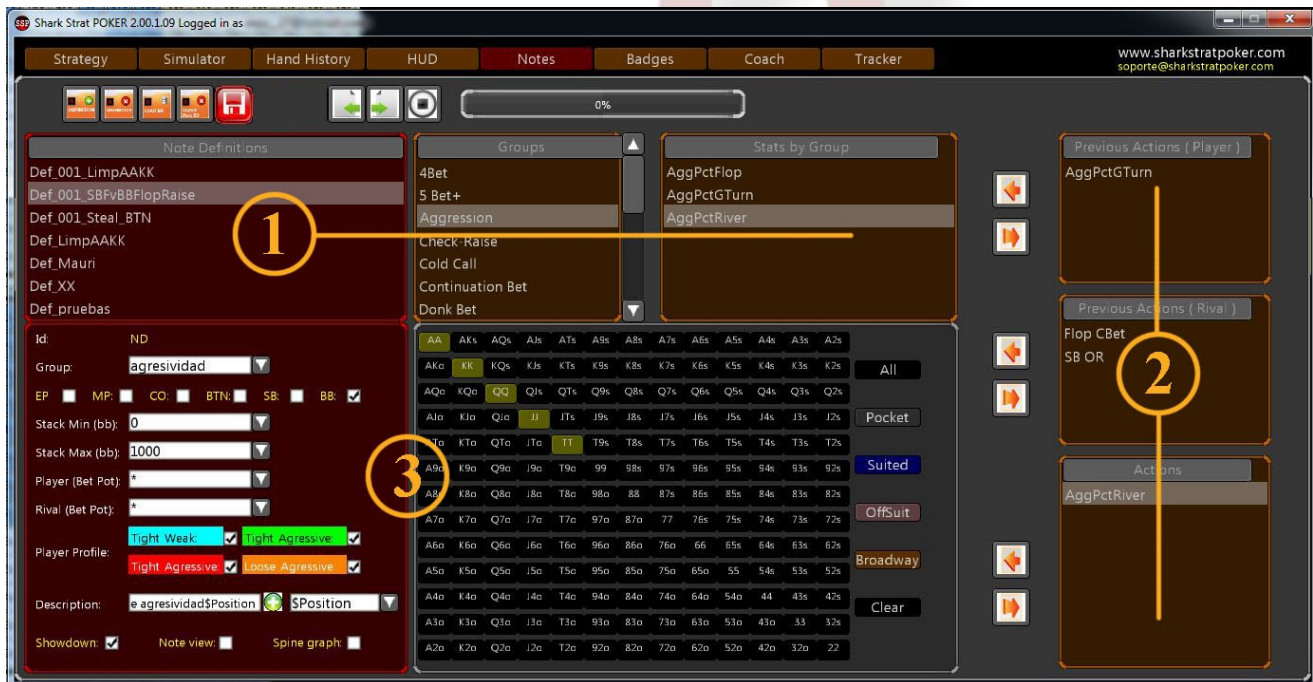 SSP Shark Strat POKER 2.00.1.09 Logged in as
Strategy Simulator Hand History HUD Notes Badges Coach Tracker
www.sharkstratpoker.com
soporte@sharkstratpoker.com
0%
Note Definitions
Def_001_LimpAAKK
Def_001_SBFvBBFlopRaise
Def_001_Steal_BTN
Def_LimpAAKK
Def_Mauri
Def_XX
Def_pruebas
1
Groups
4Bet
5 Bet+
Aggression
Check-Raise
Cold Call
Continuation Bet
Donk Bet
Stats by Group
AggPctFlop
AggPctGTurn
AggPctRiver
Previous Actions ( Player )
AggPctGTurn
Previous Actions ( Rival )
Flop CBet
SB OR
2
Actions
AggPctRiver
Id: ND
Group: agresividad
EP MP: CO: BTN: SB: BB:
Stack Min (bb): 0
Stack Max (bb): 1000
Player (Bet Pot): *
Rival (Bet Pot): *
Player Profile:
Tight Weak: Tight Agressive:
Tight Agressive: Loose Agressive
Description: e agresividad$Position $Position
Showdown: Note view: Spine graph:
3
AA AKs AQs AJs ATs A9s A8s A7s A6s A5s A4s A3s A2s
AKo KK KQs KJs KTs K9s K8s K7s K6s K5s K4s K3s K2s
AQo KQo QQ QJs QTs Q9s Q8s Q7s Q6s Q5s Q4s Q3s Q2s
AJo KJo QJo JJ JTs J9s J8s J7s J6s J5s J4s J3s J2s
ATo KTo QTo JTo TT T9s T8s T7s T6s T5s T4s T3s T2s
A9o K9o Q9o J9o T9o 99 98s 97s 96s 95s 94s 93s 92s
A8o K8o Q8o J8o T8o 98o 88 87s 86s 85s 84s 83s 82s
A7o K7o Q7o J7o T7o 97o 87o 77 76s 75s 74s 73s 72s
A6o K6o Q6o J6o T6o 96o 86o 76o 66 65s 64s 63s 62s
A5o K5o Q5o J5o T5o 95o 85o 75o 65o 55 54s 53s 52s
A4o K4o Q4o J4o T4o 94o 84o 74o 64o 54o 44 43s 42s
A3o K3o Q3o J3o T3o 93o 83o 73o 63o 53o 43o 33 32s
A2o K2o Q2o J2o T2o 92o 82o 72o 62o 52o 42o 32o 22
All
Pocket
Suited
OffSuit
Broadway
Clear